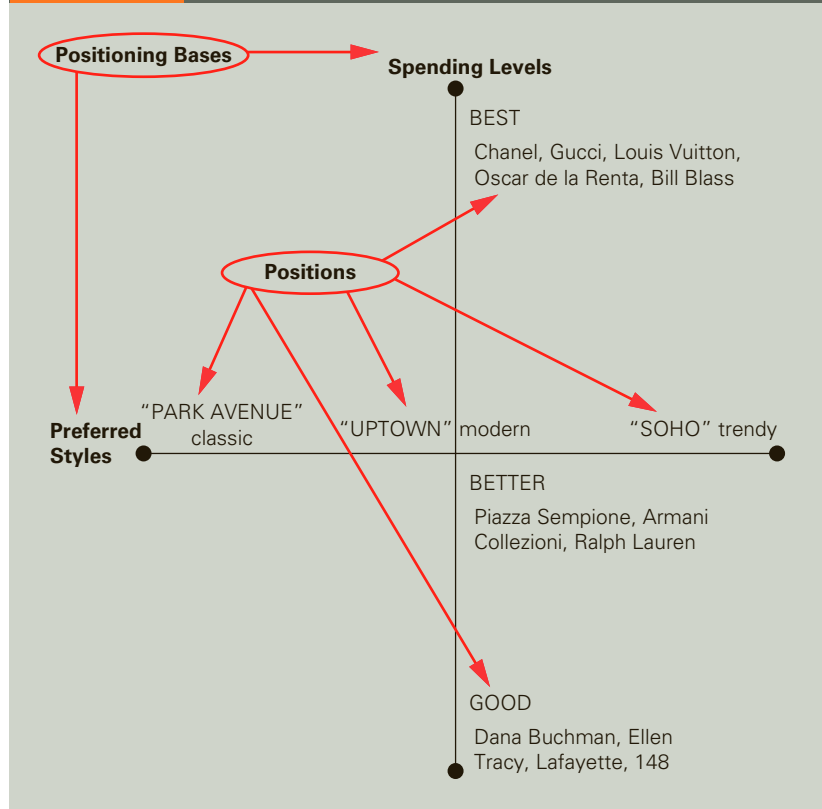 Positioning Bases
Spending Levels
BEST
Chanel, Gucci, Louis Vuitton,
Oscar de la Renta, Bill Blass
Positions
"PARK AVENUE"
classic
"UPTOWN" modern
"SOHO" trendy
Preferred
Styles
BETTER
Piazza Sempione, Armani
Collezioni, Ralph Lauren
GOOD
Dana Buchman, Ellen
Tracy, Lafayette, 148